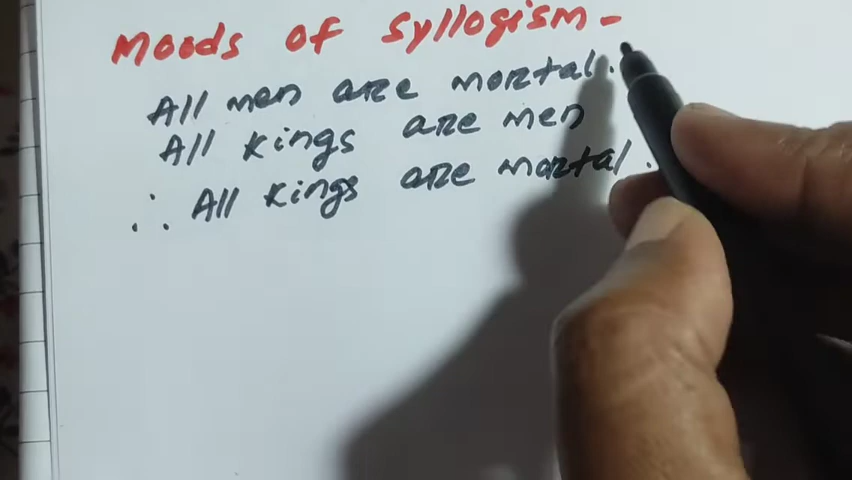 Moods of Syllogism -
All men are mortal.
All Kings are men
∴ All Kings are mortal.